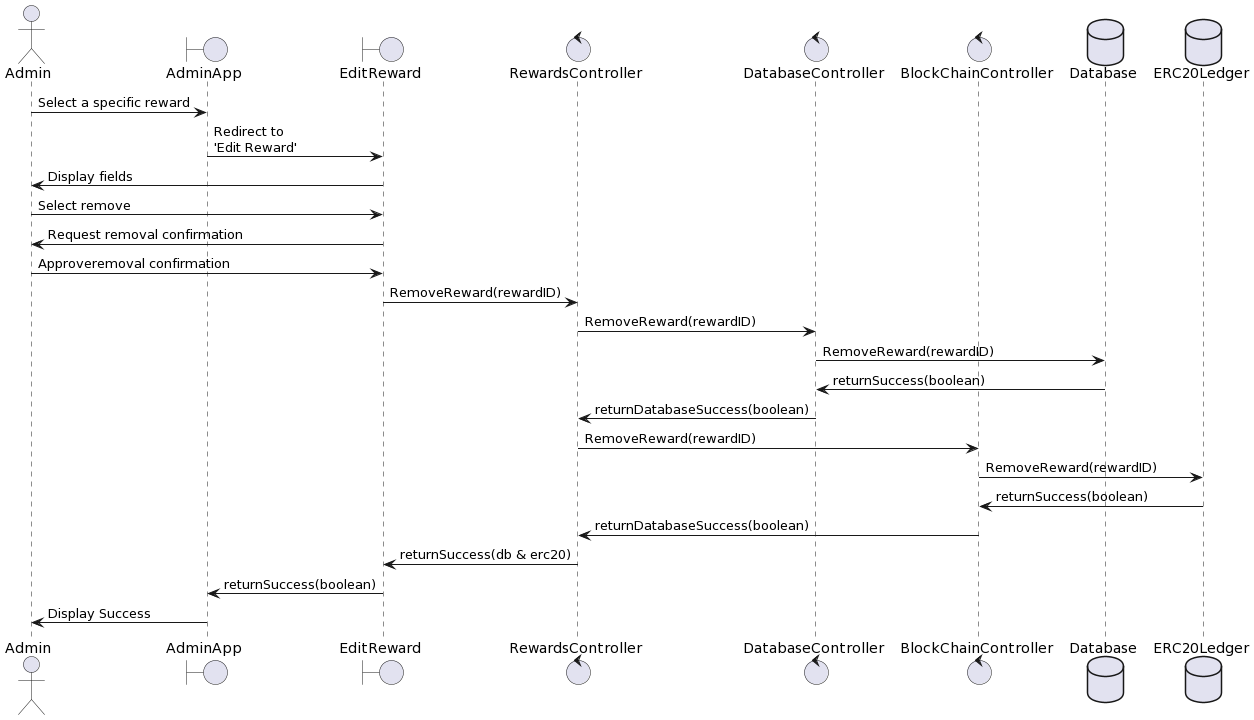 Admin
AdminApp
EditReward
RewardsController
DatabaseController
BlockChainController
Database
ERC20Ledger
Select a specific reward
Redirect to
'Edit Reward'
Display fields
Select remove
Request removal confirmation
Approveremoval confirmation
RemoveReward(rewardID)
RemoveReward(rewardID)
RemoveReward(rewardID)
returnSuccess(boolean)
returnDatabaseSuccess(boolean)
RemoveReward(rewardID)
RemoveReward(rewardID)
returnSuccess(boolean)
returnDatabaseSuccess(boolean)
returnSuccess(db & erc20)
returnSuccess(boolean)
Display Success
Admin
AdminApp
EditReward
RewardsController
DatabaseController
BlockChainController
Database
ERC20Ledger